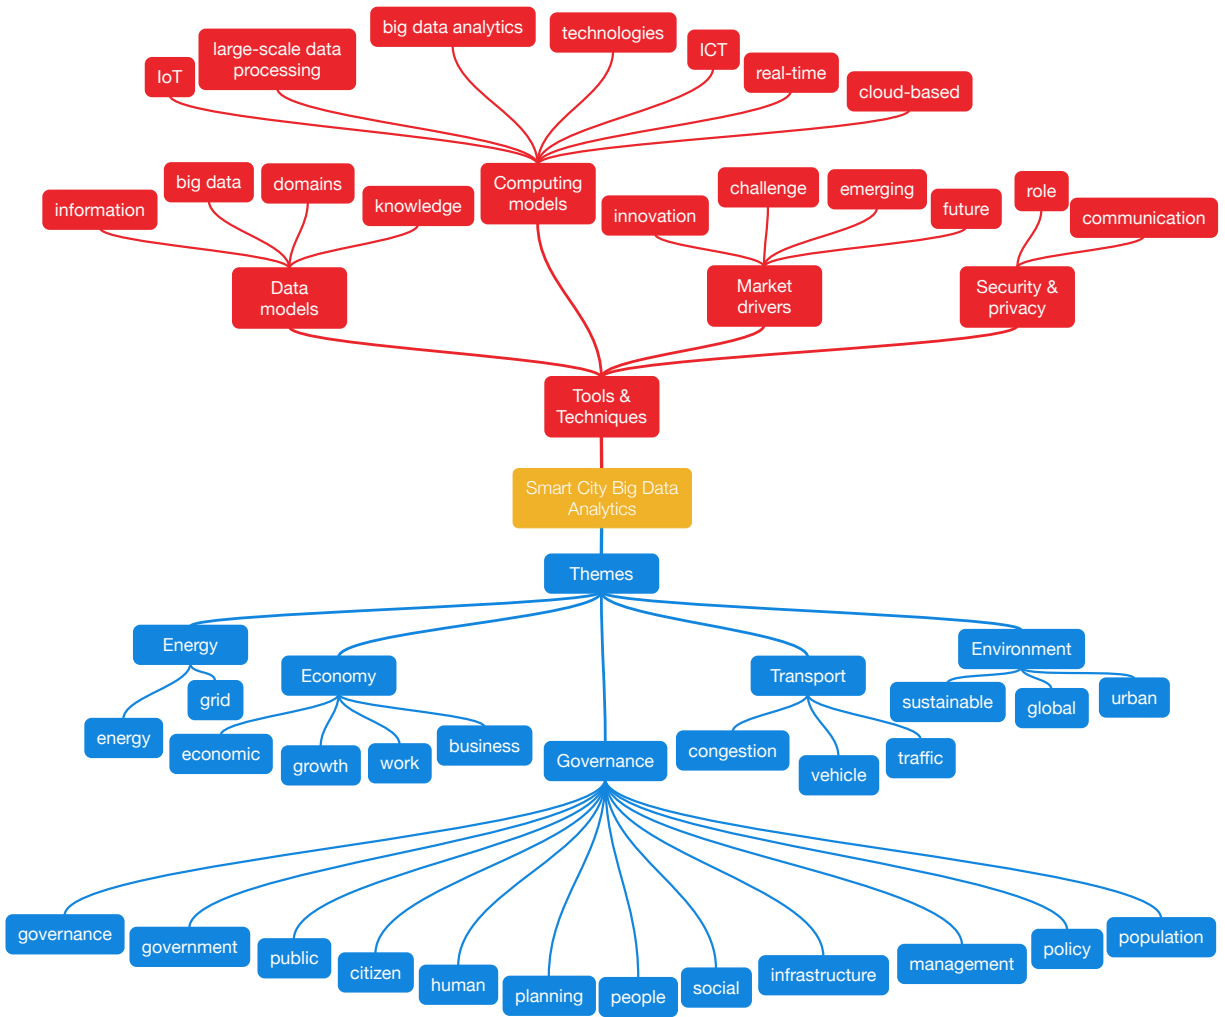 big data analytics
technologies
large-scale data
processing
ICT
IoT
real-time
cloud-based
information
big data
domains
knowledge
Computing
models
innovation
challenge
emerging
future
role
communication
Data
models
Market
drivers
Security &
privacy
Tools &
Techniques
Smart City Big Data
Analytics
Themes
Energy
Economy
Governance
Transport
Environment
energy
grid
economic
growth
work
business
congestion
vehicle
traffic
sustainable
global
urban
governance
government
public
citizen
human
planning
people
social
infrastructure
management
policy
population